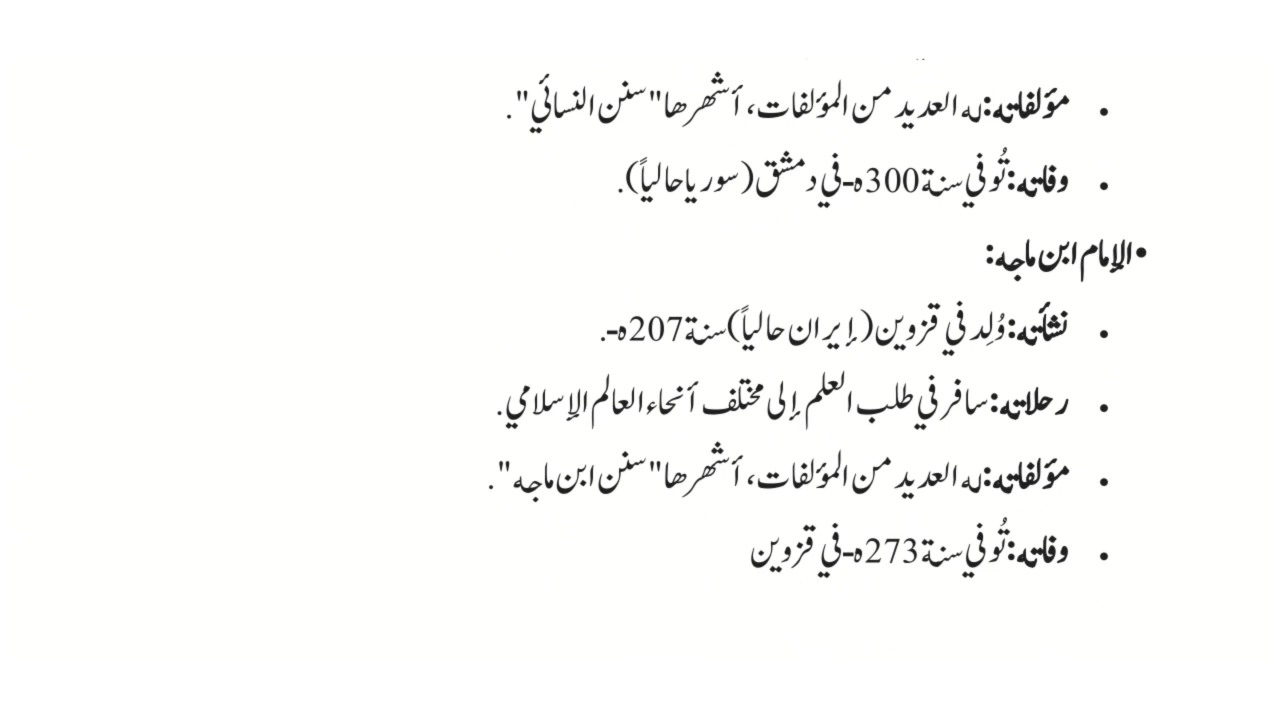 • مؤلفاته: له العديد من المؤلفات، أشهرها "سنن النسائي".
• وفاته: تُوفي سنة 300ه- في دمشق (سوريا حالياً).
• الإمام ابن ماجه:
• نشأته: وُلِد في قزوين (إيران حالياً) سنة 207ه-.
• رحلاته: سافر في طلب العلم إلى مختلف أنحاء العالم الإسلامي.
• مؤلفاته: له العديد من المؤلفات، أشهرها "سنن ابن ماجه".
• وفاته: تُوفي سنة 273ه- في قزوين